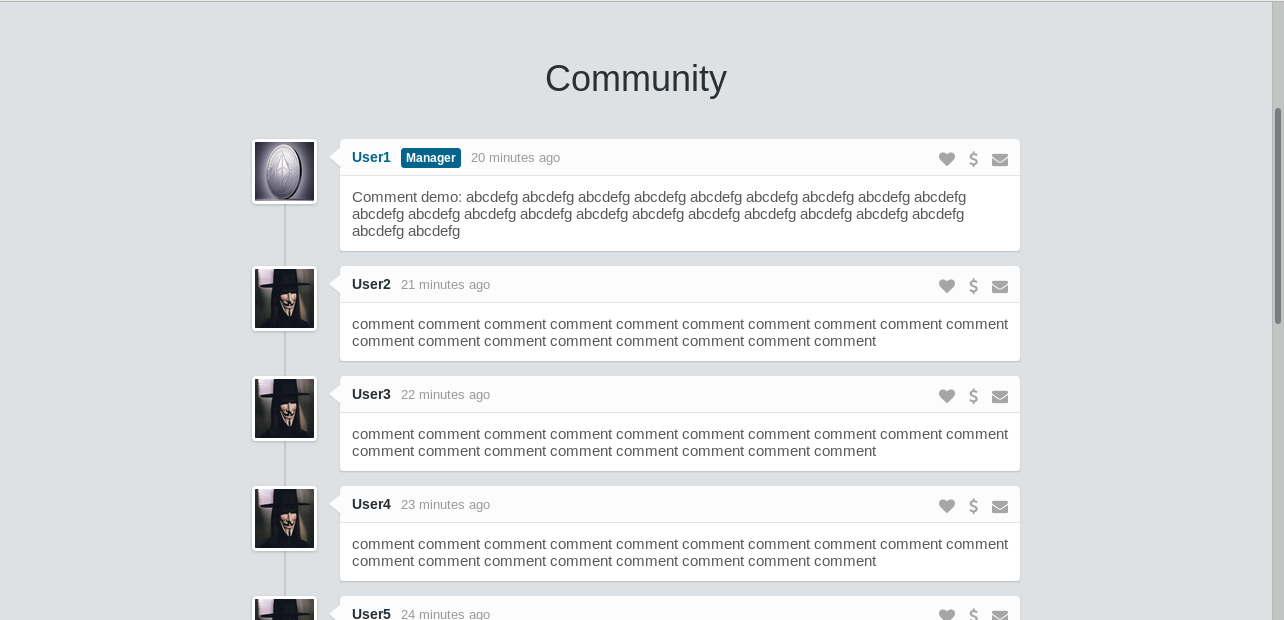 Community
User1 Manager 20 minutes ago
Comment demo: abcdefg abcdefg abcdefg abcdefg abcdefg abcdefg abcdefg abcdefg abcdefg
abcdefg abcdefg abcdefg abcdefg abcdefg abcdefg abcdefg abcdefg abcdefg abcdefg abcdefg
abcdefg abcdefg
User2 21 minutes ago
comment comment comment comment comment comment comment comment comment comment
comment comment comment comment comment comment comment comment
User3 22 minutes ago
comment comment comment comment comment comment comment comment comment comment
comment comment comment comment comment comment comment comment
User4 23 minutes ago
comment comment comment comment comment comment comment comment comment comment
comment comment comment comment comment comment comment comment
User5 24 minutes ago